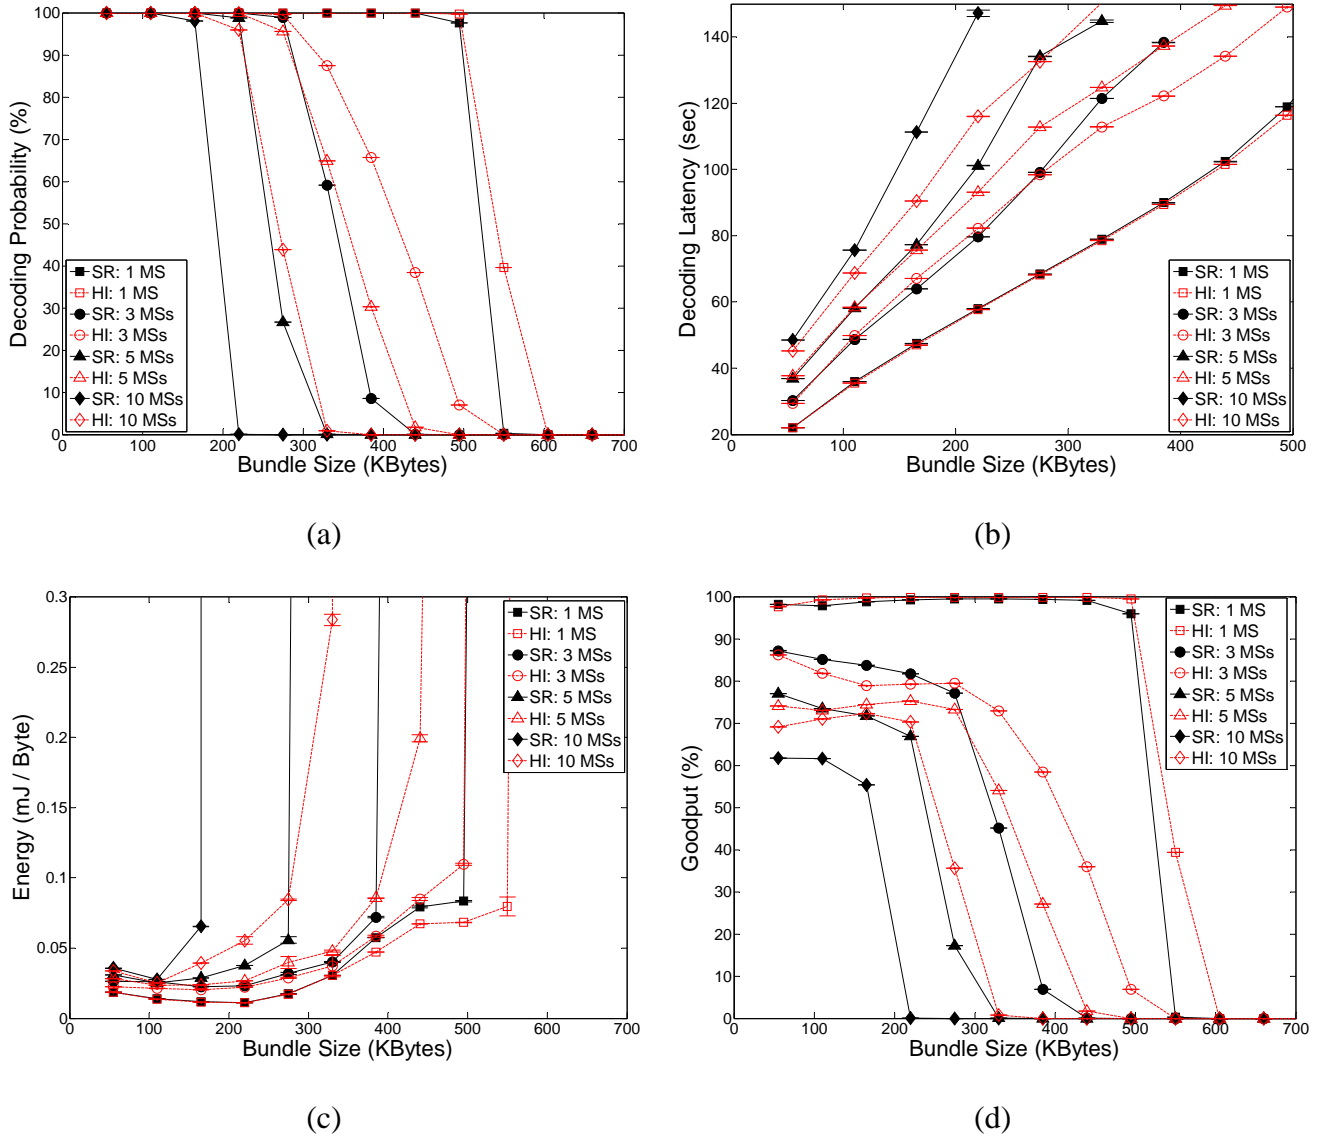 100
90
80
70
60
50
40
30
20
10
0
Decoding Probability (%)
SR: 1 MS
HI: 1 MS
SR: 3 MSs
HI: 3 MSs
SR: 5 MSs
HI: 5 MSs
SR: 10 MSs
HI: 10 MSs
0 100 200 300 400 500 600 700
Bundle Size (KBytes)
(a)
140
120
100
80
60
40
20
Decoding Latency (sec)
SR: 1 MS
HI: 1 MS
SR: 3 MSs
HI: 3 MSs
SR: 5 MSs
HI: 5 MSs
SR: 10 MSs
HI: 10 MSs
0 100 200 300 400 500
Bundle Size (KBytes)
(b)
0.3
0.25
0.2
0.15
0.1
0.05
0
Energy (mJ / Byte)
SR: 1 MS
HI: 1 MS
SR: 3 MSs
HI: 3 MSs
SR: 5 MSs
HI: 5 MSs
SR: 10 MSs
HI: 10 MSs
0 100 200 300 400 500 600 700
Bundle Size (KBytes)
(c)
100
90
80
70
60
50
40
30
20
10
0
Goodput (%)
SR: 1 MS
HI: 1 MS
SR: 3 MSs
HI: 3 MSs
SR: 5 MSs
HI: 5 MSs
SR: 10 MSs
HI: 10 MSs
0 100 200 300 400 500 600 700
Bundle Size (KBytes)
(d)